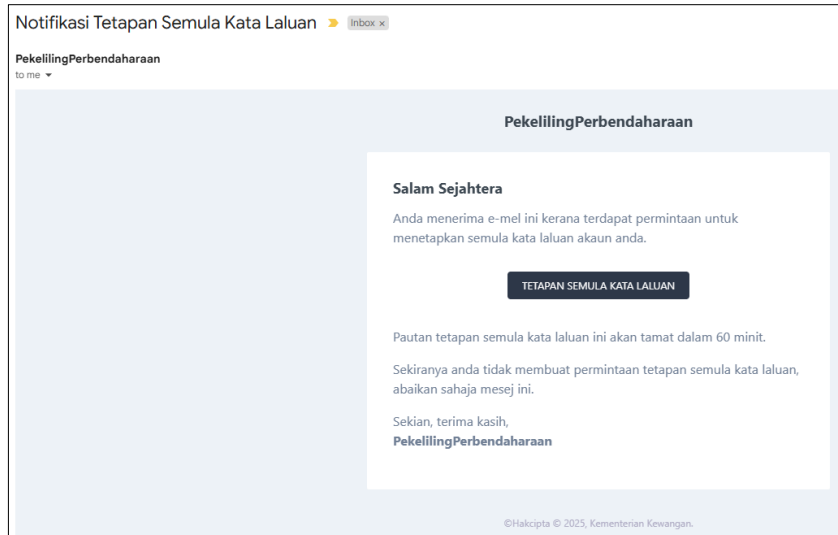 Notifikasi Tetapan Semula Kata Laluan Inbox ×
PekelilingPerbendaharaan
to me
PekelilingPerbendaharaan
Salam Sejahtera
Anda menerima e-mel ini kerana terdapat permintaan untuk
menetapkan semula kata laluan akaun anda.
TETAPAN SEMULA KATA LALUAN
Pautan tetapan semula kata laluan ini akan tamat dalam 60 minit.
Sekiranya anda tidak membuat permintaan tetapan semula kata laluan,
abaikan sahaja mesej ini.
Sekian, terima kasih,
PekelilingPerbendaharaan
©Hakcipta © 2025, Kementerian Kewangan.